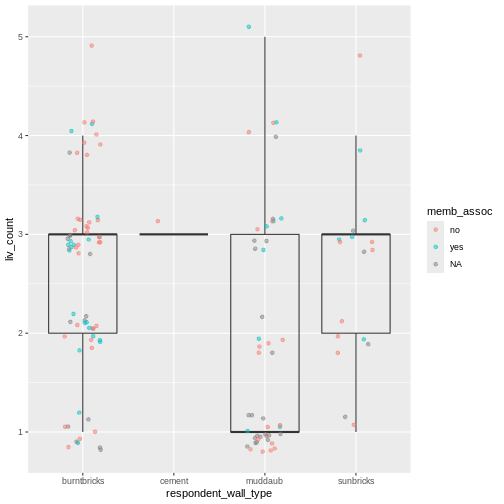 5
4
3
2
1
liv_count
burntbricks cement muddaub sunbricks
respondent_wall_type
memb_assoc
no
yes
NA